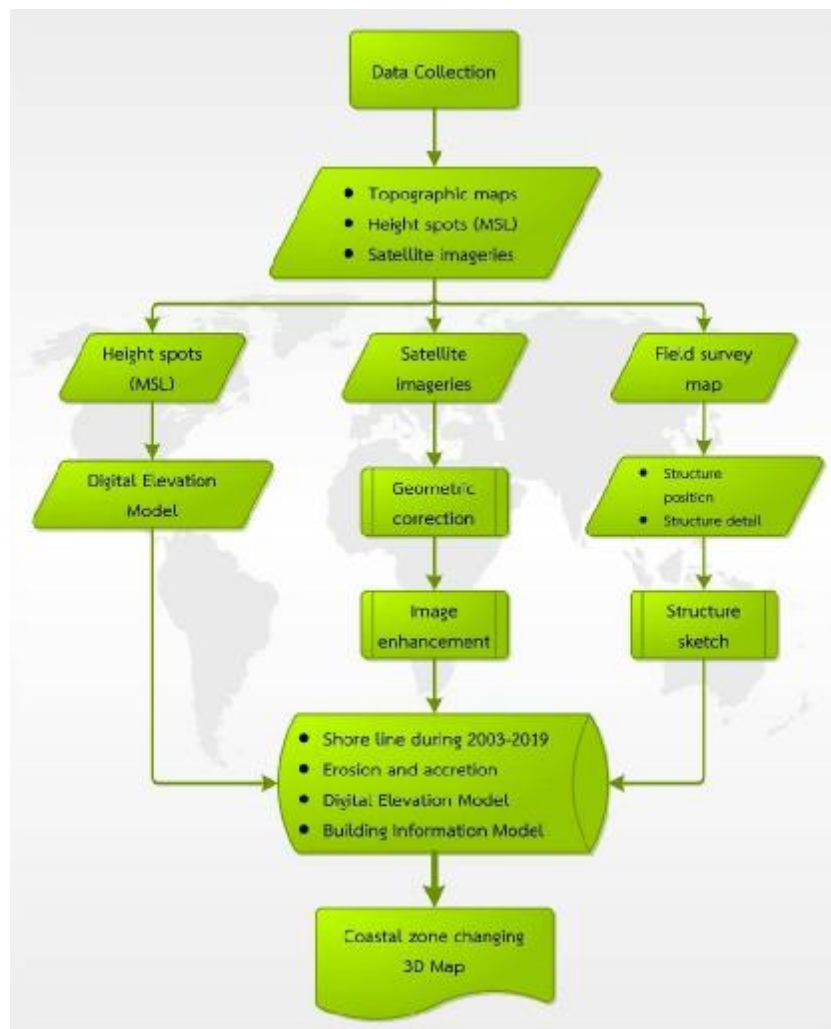 Data Collection
• Topographic maps
• Height spots (MSL)
• Satellite imageries
Height spots
(MSL)
Satellite
imageries
Field survey
map
Digital Elevation
Model
Geometric
correction
• Structure
position
• Structure detail
Image
enhancement
Structure
sketch
• Shore line during 2003-2019
• Erosion and accretion
• Digital Elevation Model
• Building Information Model
Coastal zone changing
3D Map